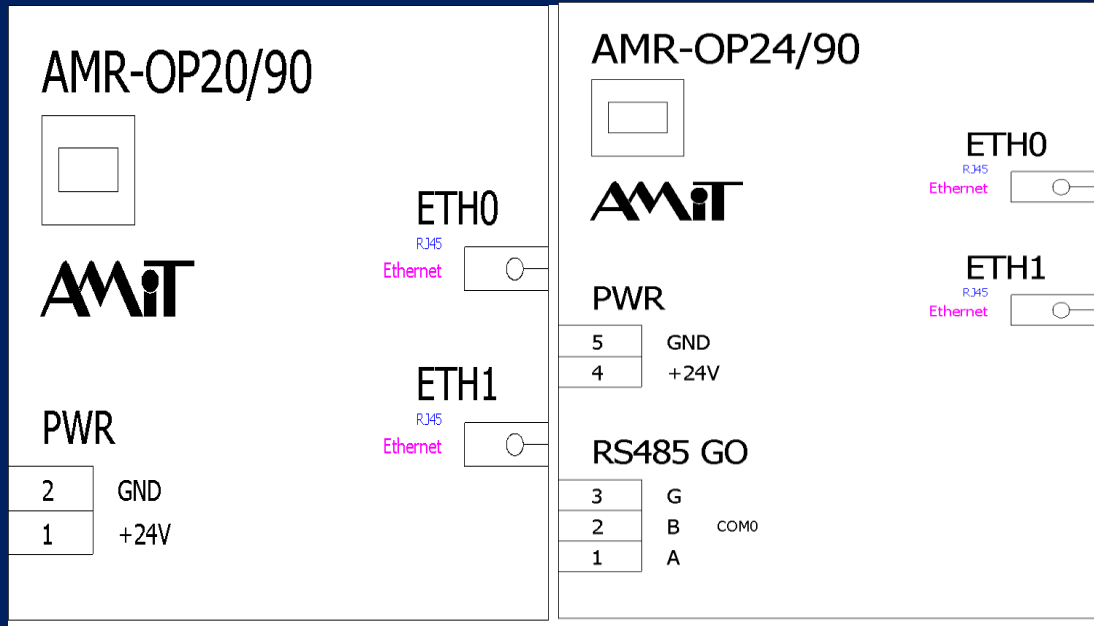 AMR-OP20/90
AMiT
ETH0
RJ45
Ethernet
ETH1
RJ45
Ethernet
PWR
2 GND
1 +24V
AMR-OP24/90
AMiT
ETH0
RJ45
Ethernet
ETH1
RJ45
Ethernet
PWR
5 GND
4 +24V
RS485 GO
3 G
2 B COM0
1 A